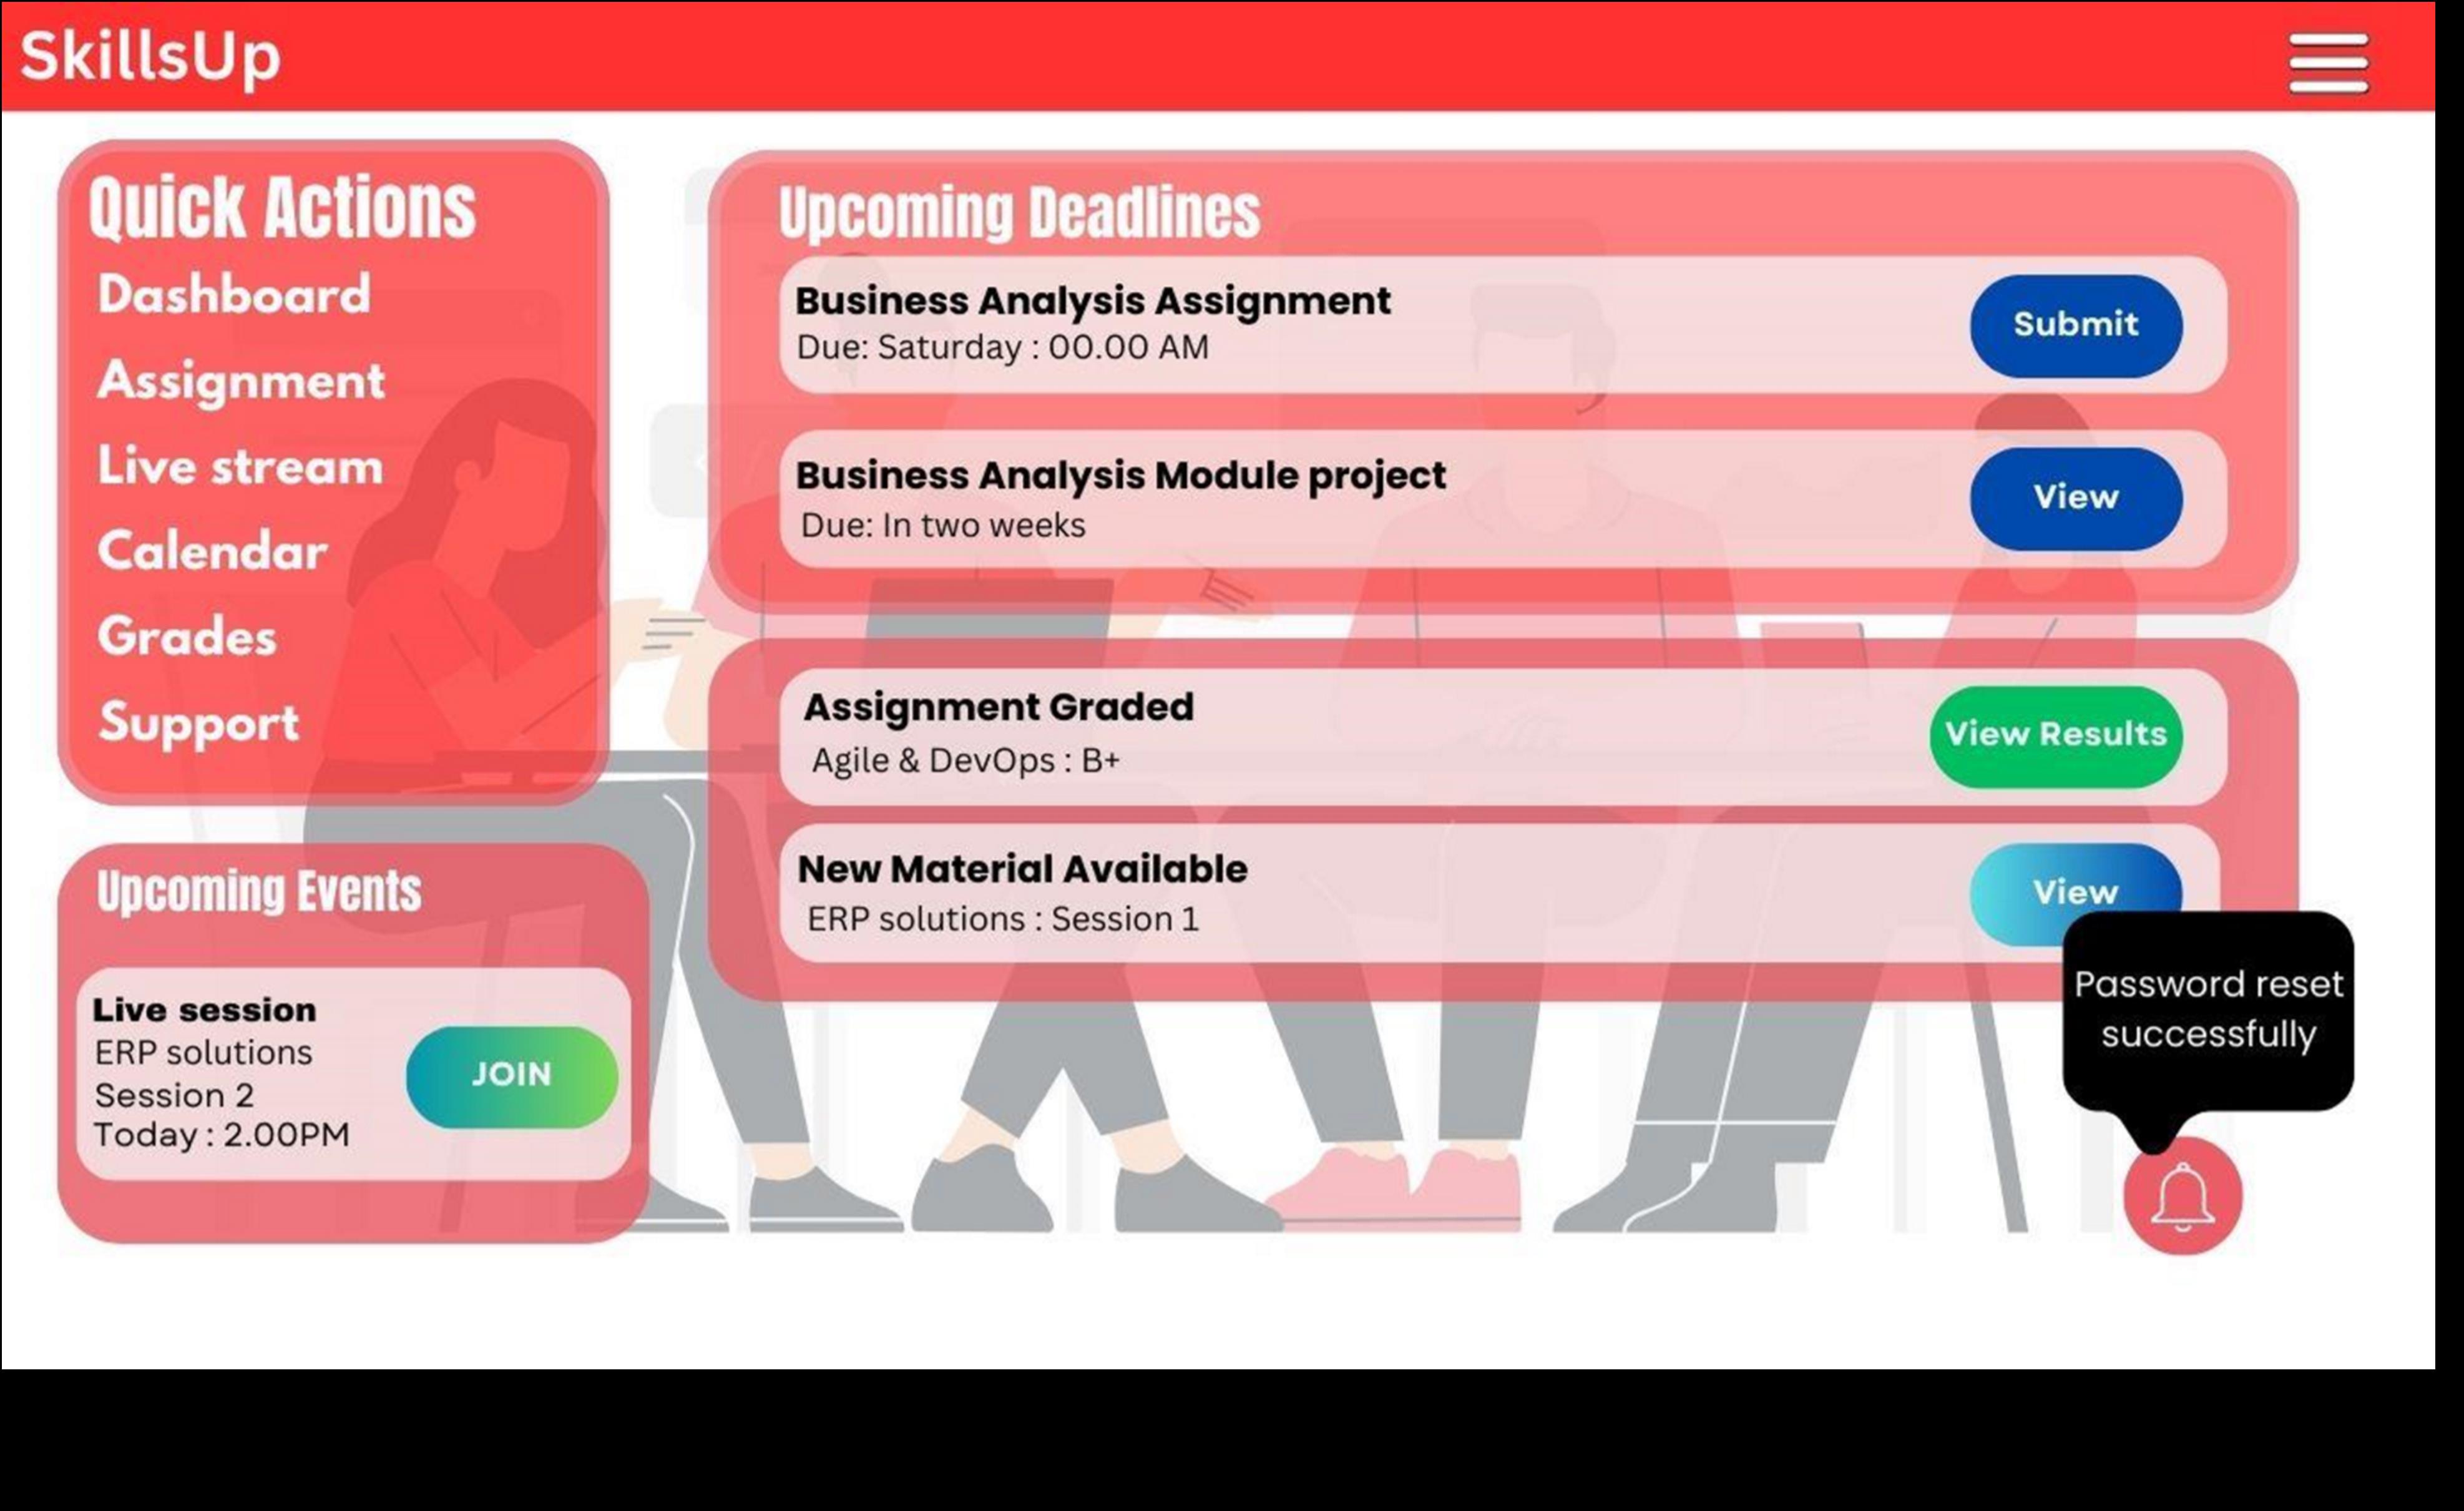 SkillsUp
Quick Actions
Dashboard
Assignment
Live stream
Calendar
Grades
Support
Upcoming Events
Live session
ERP solutions
Session 2
Today : 2.00PM
JOIN
Upcoming Deadlines
Business Analysis Assignment
Due: Saturday : 00.00 AM
Submit
Business Analysis Module project
Due: In two weeks
View
Assignment Graded
Agile & DevOps : B+
View Results
New Material Available
ERP solutions : Session 1
View
Password reset
successfully